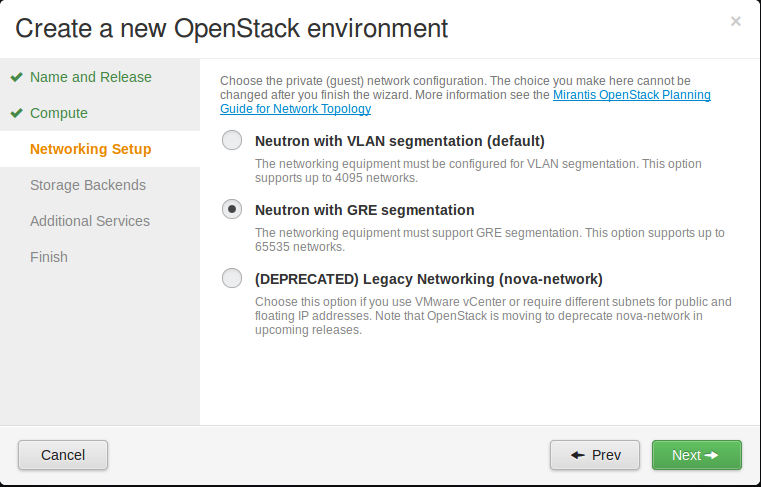 Create a new OpenStack environment
×
Name and Release
Compute
Networking Setup
Storage Backends
Additional Services
Finish
Choose the private (guest) network configuration. The choice you make here cannot be
changed after you finish the wizard. More information see the Mirantis OpenStack Planning
Guide for Network Topology
Neutron with VLAN segmentation (default)
The networking equipment must be configured for VLAN segmentation. This option
supports up to 4095 networks.
Neutron with GRE segmentation
The networking equipment must support GRE segmentation. This option supports up to
65535 networks.
(DEPRECATED) Legacy Networking (nova-network)
Choose this option if you use VMware vCenter or require different subnets for public and
floating IP addresses. Note that OpenStack is moving to deprecate nova-network in
upcoming releases.
Cancel
Prev
Next